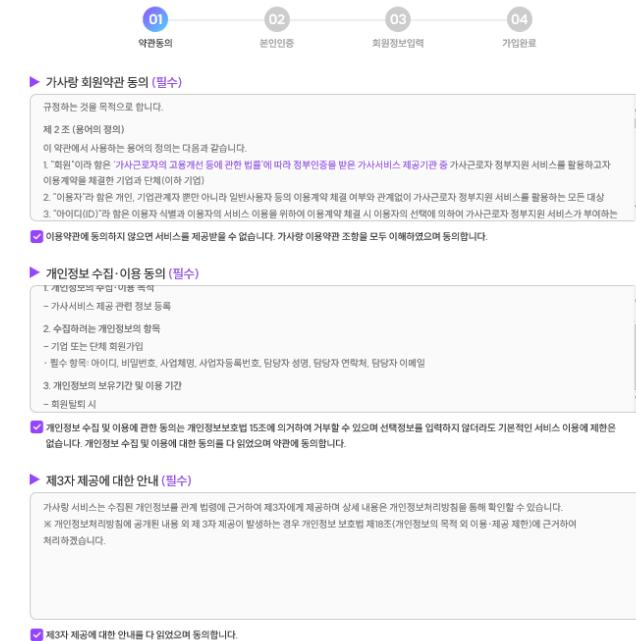 01 02 03 04
약관동의 본인인증 회원정보입력 가입완료
▶ 가사랑 회원약관 동의 (필수)
규정하는 것을 목적으로 합니다.
제 2 조 (용어의 정의)
이 약관에서 사용하는 용어의 정의는 다음과 같습니다.
1. "회원"이라 함은 '가사근로자의 고용개선 등에 관한 법률'에 따라 정부인증을 받은 가사서비스 제공기관 중 가사근로자 정부지원 서비스를 활용하고자
이용계약을 체결한 기업과 단체(이하 기업)
2. "이용자"라 함은 개인, 기업관계자 뿐만 아니라 일반사용자 등의 이용계약 체결 여부와 관계없이 가사근로자 정부지원 서비스를 활용하는 모든 대상
3. "아이디(ID)"라 함은 이용자 식별과 이용자의 서비스 이용을 위하여 이용계약 체결 시 이용자의 선택에 의하여 가사근로자 정부지원 서비스가 부여하는
이용약관에 동의하지 않으면 서비스를 제공받을 수 없습니다. 가사랑 이용약관 조항을 모두 이해하였으며 동의합니다.
▶ 개인정보 수집·이용 동의 (필수)
1. 개인정보의 수집·이용 목적
- 가사서비스 제공 관련 정보 등록
2. 수집하려는 개인정보의 항목
- 기업 또는 단체 회원가입
· 필수 항목: 아이디, 비밀번호, 사업체명, 사업자등록번호, 담당자 성명, 담당자 연락처, 담당자 이메일
3. 개인정보의 보유기간 및 이용 기간
- 회원탈퇴 시
개인정보 수집 및 이용에 관한 동의는 개인정보보호법 15조에 의거하여 거부할 수 있으며 선택정보를 입력하지 않더라도 기본적인 서비스 이용에 제한은
없습니다. 개인정보 수집 및 이용에 대한 동의를 다 읽었으며 약관에 동의합니다.
▶ 제3자 제공에 대한 안내 (필수)
가사랑 서비스는 수집된 개인정보를 관계 법령에 근거하여 제3자에게 제공하며 상세 내용은 개인정보처리방침을 통해 확인할 수 있습니다.
※ 개인정보처리방침에 공개된 내용 외 제 3자 제공이 발생하는 경우 개인정보 보호법 제18조(개인정보의 목적 외 이용·제공 제한)에 근거하여
처리하겠습니다.
제3자 제공에 대한 안내를 다 읽었으며 동의합니다.